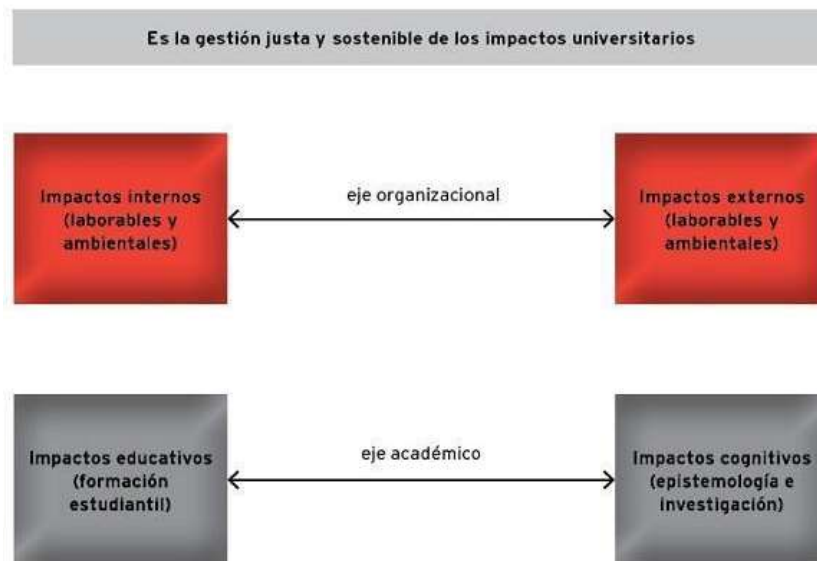 Es la gestión justa y sostenible de los impactos universitarios
Impactos internos
(laborables y
ambientales)
eje organizacional
Impactos externos
(laborables y
ambientales)
Impactos educativos
(formación
estudiantil)
eje académico
Impactos cognitivos
(epistemología e
investigación)